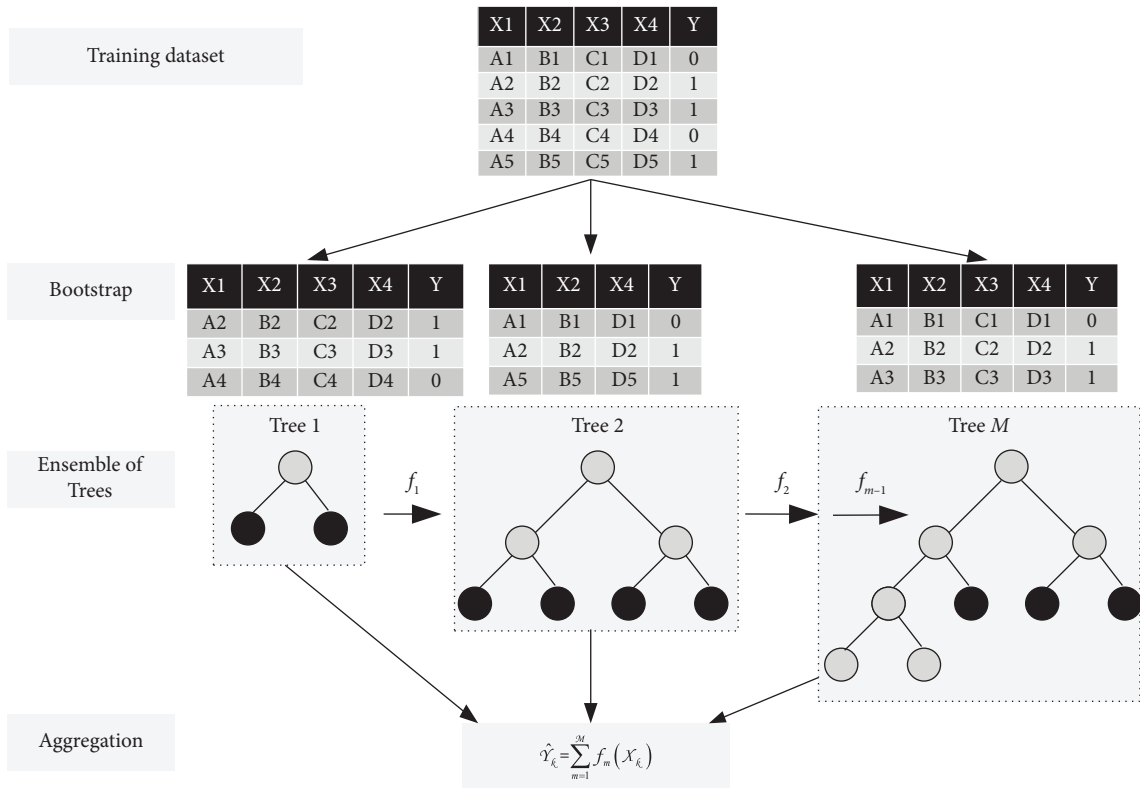 Training dataset
X1 X2 X3 X4 Y
A1 B1 C1 D1 0
A2 B2 C2 D2 1
A3 B3 C3 D3 1
A4 B4 C4 D4 0
A5 B5 C5 D5 1
Bootstrap
X1 X2 X3 X4 Y
A2 B2 C2 D2 1
A3 B3 C3 D3 1
A4 B4 C4 D4 0
X1 X2 X4 Y
A1 B1 D1 0
A2 B2 D2 1
A5 B5 D5 1
X1 X2 X3 X4 Y
A1 B1 C1 D1 0
A2 B2 C2 D2 1
A3 B3 C3 D3 1
Ensemble of
Trees
Tree 1
f₁
Tree 2
f₂
fₘ₋₁
Tree M
Aggregation
Ŷₖ = ∑ᴹₘ₌₁ fₘ(Xₖ)